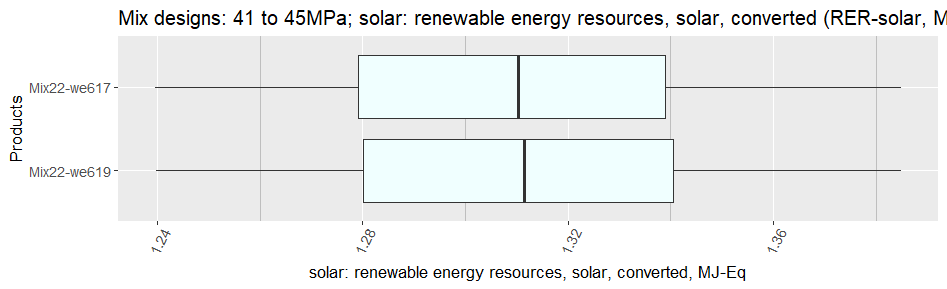 Mix designs: 41 to 45MPa; solar: renewable energy resources, solar, converted (RER-solar, M
Products
Mix22-we617
Mix22-we619
1.24 1.28 1.32 1.36
solar: renewable energy resources, solar, converted, MJ-Eq